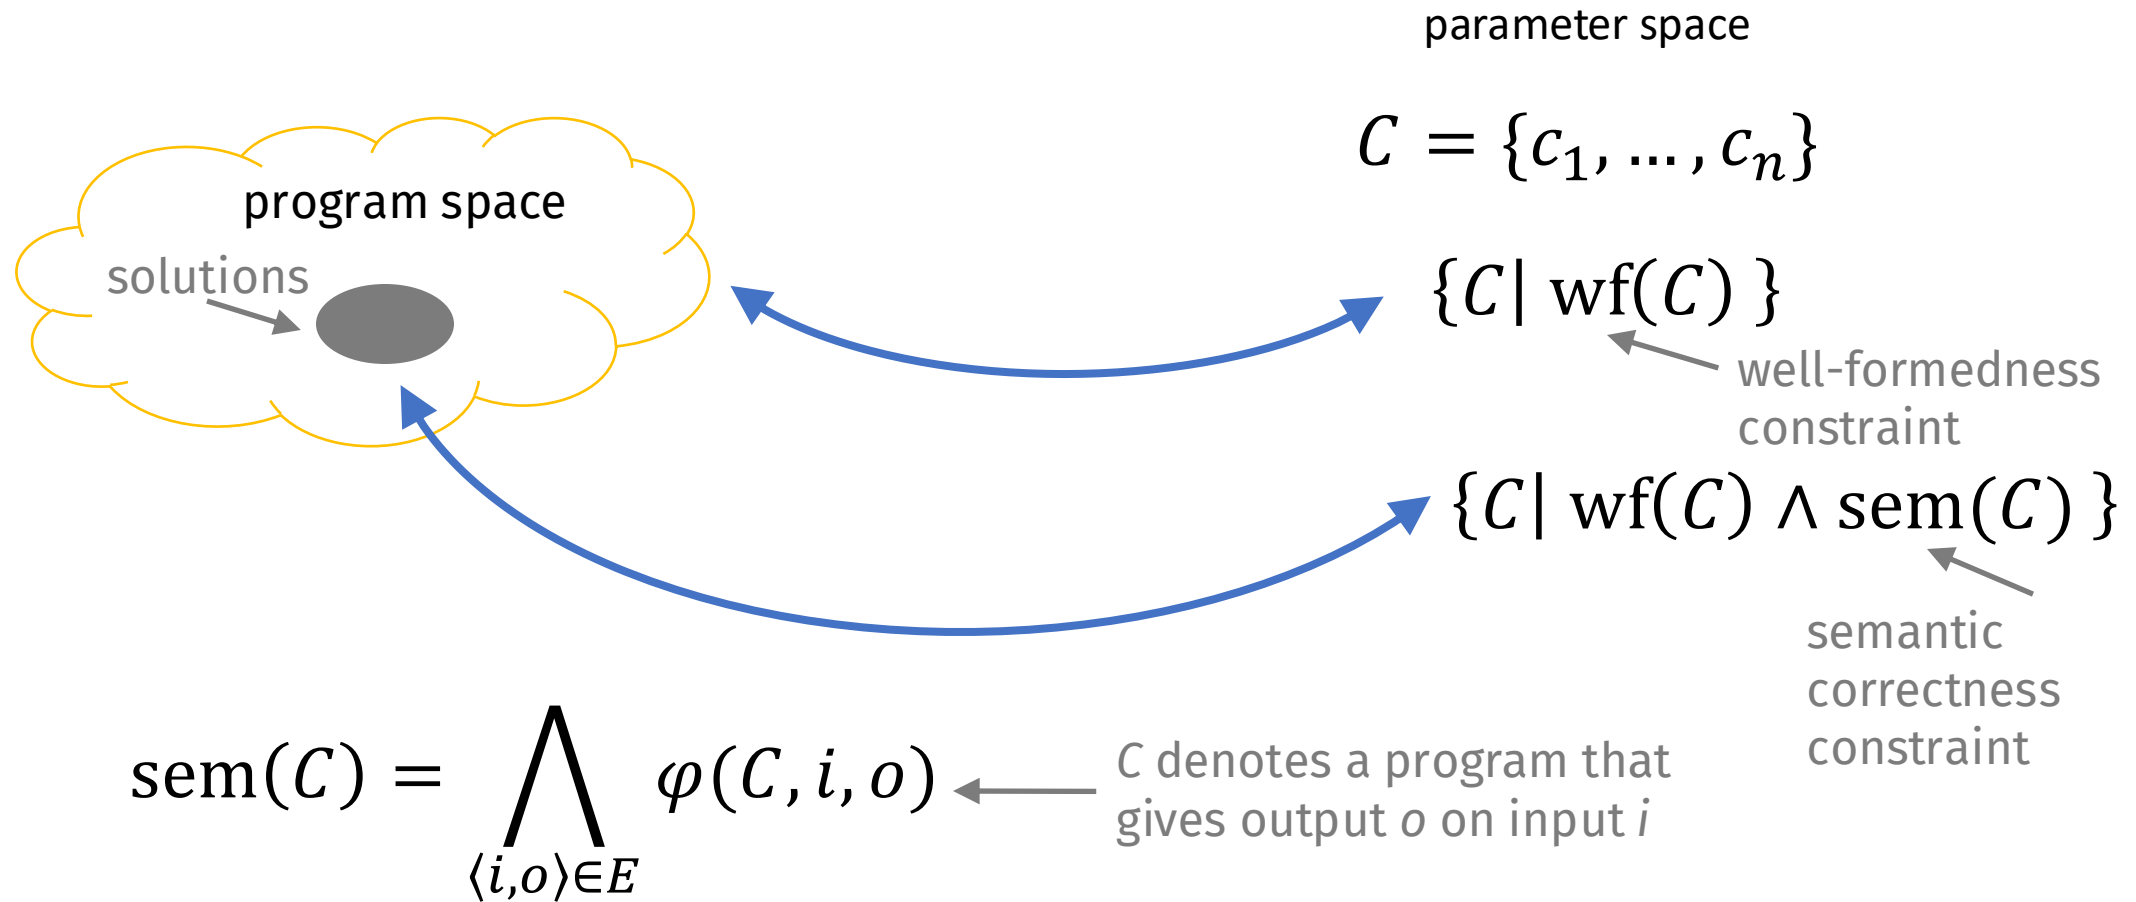 parameter space
C = {c₁, … , cₙ}
program space
solutions
{C| wf(C) }
well-formedness
constraint
{C| wf(C) ∧ sem(C) }
semantic
correctness
constraint
sem(C) = ⋀ φ(C, i, o)
⟨i,o⟩∈E
C denotes a program that
gives output o on input i